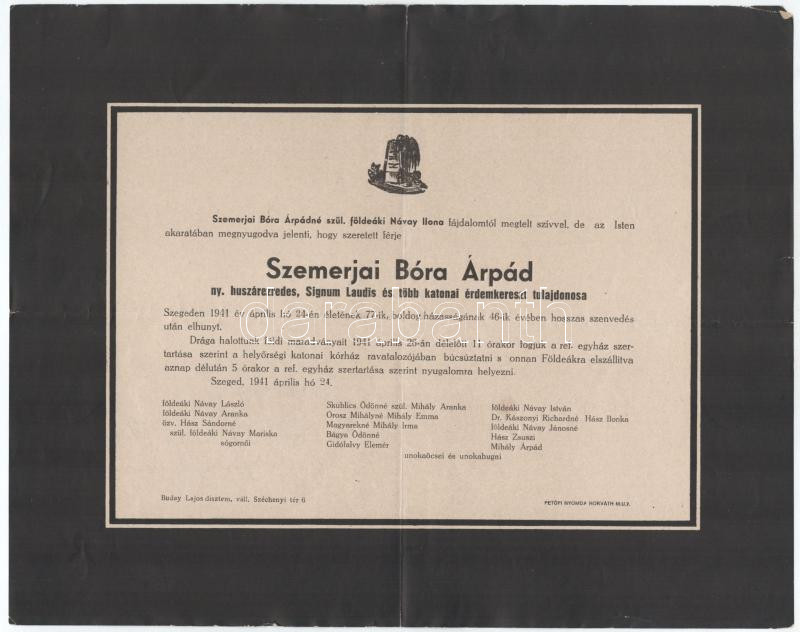 Szemerjai Bóra Árpádné szül. földeáki Návay Ilona fájdalomtól megtelt szívvel, de az Isten
akaratában megnyugodva jelenti, hogy szeretett férje
Szemerjai Bóra Árpád
ny. huszárezredes, Signum Laudis és több katonai érdemkereszt tulajdonosa
Szegeden 1941 év április hó 24-én életének 77-ik, boldog házasságának 46-ik évében hosszas szenvedés
után elhunyt.
Drága halottunk földi maradványait 1941 április 26-án délelőtt 11 órakor fogjuk a ref. egyház szer-
tartása szerint a helyőrségi katonai kórház ravatalozójában búcsúztatni s onnan Földeákra elszállítva
aznap délután 5 órakor a ref. egyház szertartása szerint nyugalomra helyezni.
Szeged, 1941 április hó 24.
földeáki Návay László
földeáki Návay Aranka
özv. Hász Sándorné
szül. földeáki Návay Mariska
sógornői
Skublics Ödönné szül. Mihály Aranka
Orosz Mihályné Mihály Emma
Magyarekné Mihály Irma
Bágya Ödönné
Gidófalvy Elemér
földeáki Návay István
Dr. Kászonyi Richardné Hász Ilonka
földeáki Návay Jánosné
Hász Zsuzsi
Mihály Árpád
unokaöcsei és unokahugai
Buday Lajos dísztem. váll. Széchenyi tér 6
PETŐFI NYOMDA HORVÁTH M.U.7.
darabanth